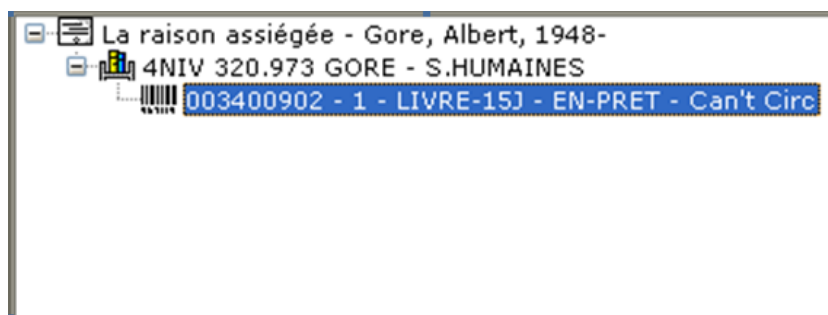 La raison assiégée - Gore, Albert, 1948-
4NIV 320.973 GORE - S.HUMAINES
003400902 - 1 - LIVRE-15J - EN-PRET - Can't Circ